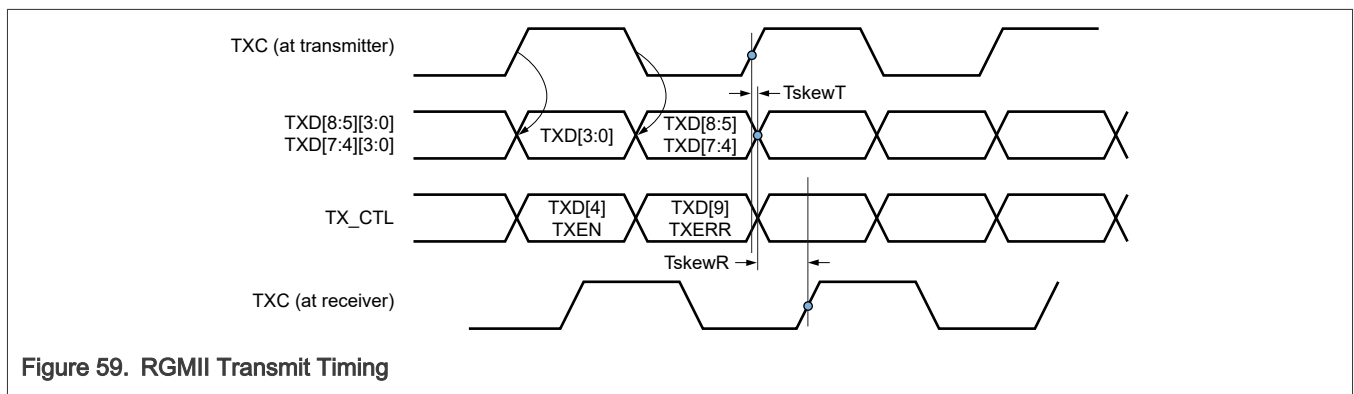 TXC (at transmitter)
TskewT
TXD[8:5][3:0]
TXD[7:4][3:0]
TXD[3:0]
TXD[8:5]
TXD[7:4]
TX_CTL
TXD[4]
TXEN
TXD[9]
TXERR
TskewR
TXC (at receiver)
Figure 59. RGMII Transmit Timing